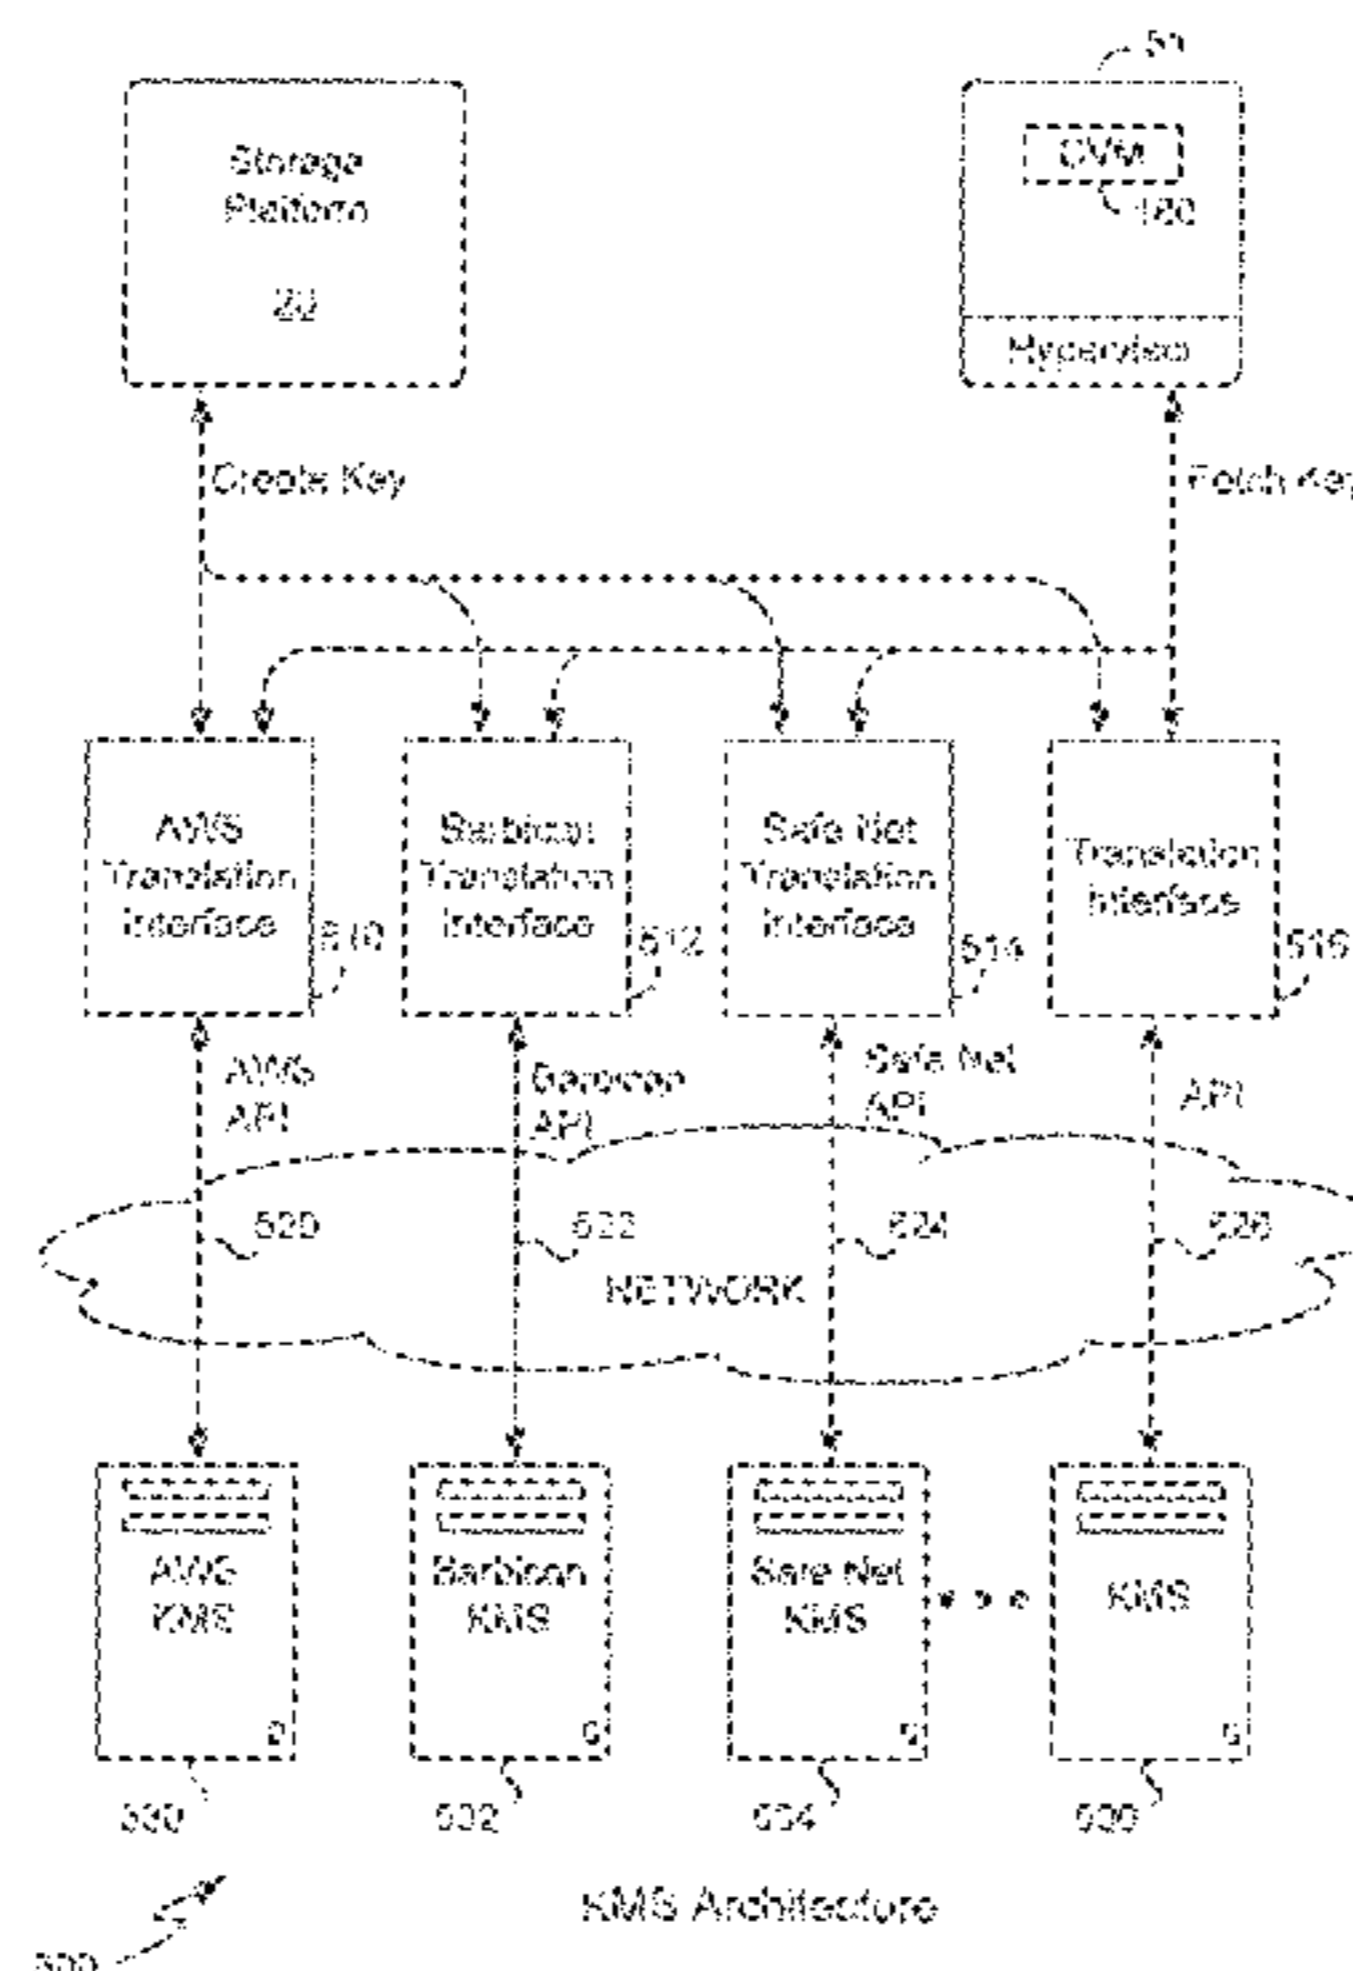 Storage
Platform
CVM
Create Key
Fetch Key
AWS
Translation
Interface
510
Barbican
Translation
Interface
512
Safe Net
Translation
Interface
514
Translation
Interface
516
AWS
API
Barbican
API
Safe Net
API
API
520
522
524
526
NETWORK
AWS
KMS
Barbican
KMS
Safe Net
KMS
KMS
530
532
534
KMS Architecture